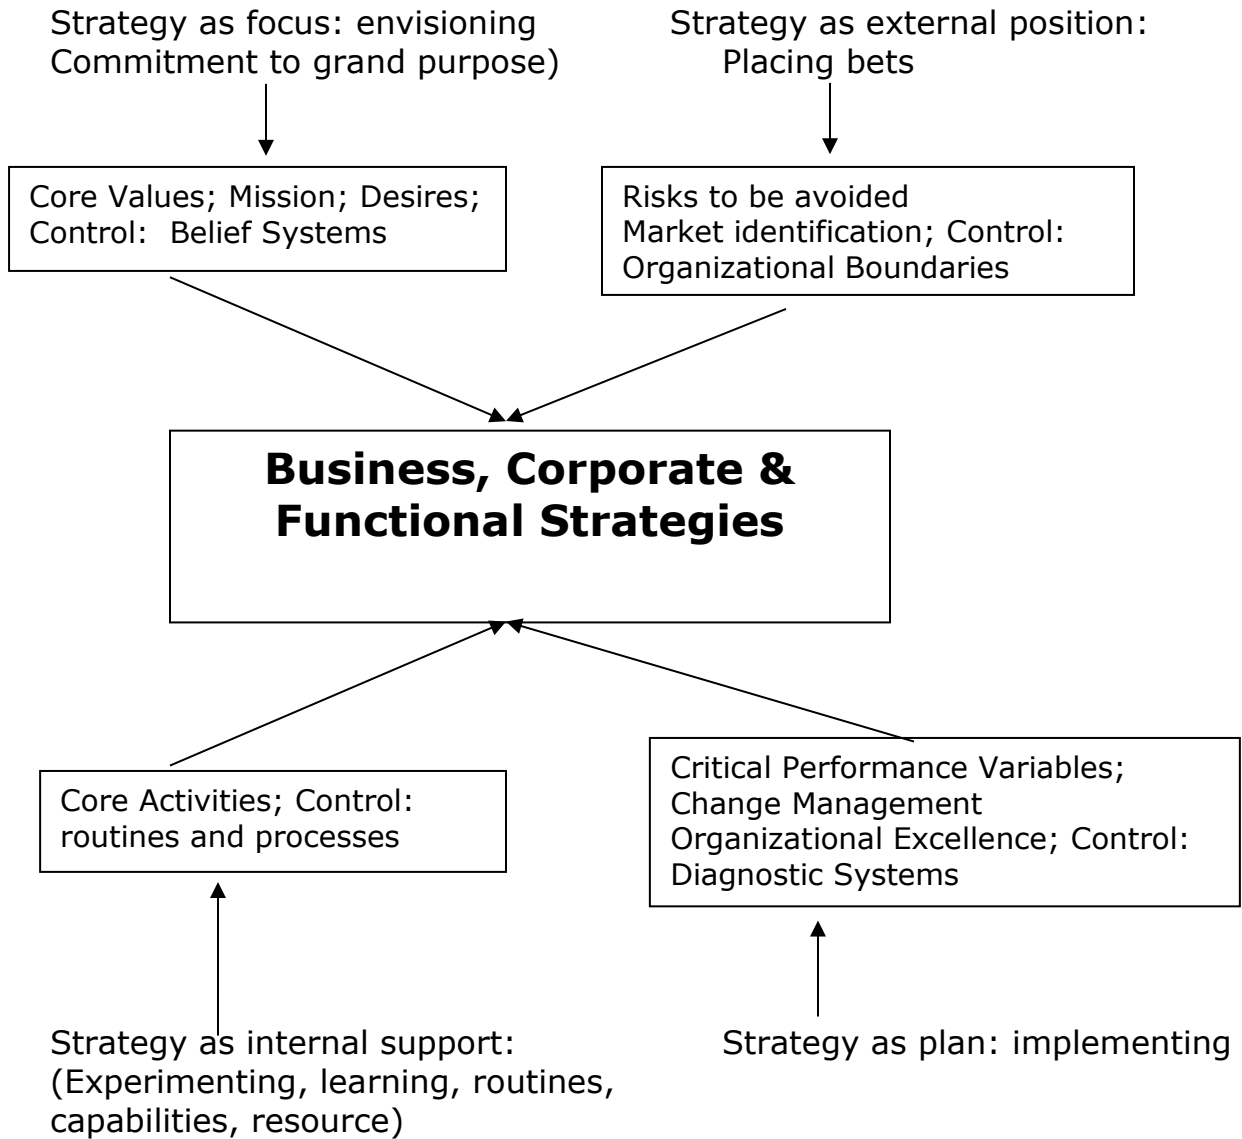 Strategy as focus: envisioning
Commitment to grand purpose)
Strategy as external position:
Placing bets
Core Values; Mission; Desires;
Control:  Belief Systems
Risks to be avoided
Market identification; Control:
Organizational Boundaries
Business, Corporate &
Functional Strategies
Core Activities; Control:
routines and processes
Critical Performance Variables;
Change Management
Organizational Excellence; Control:
Diagnostic Systems
Strategy as internal support:
(Experimenting, learning, routines,
capabilities, resource)
Strategy as plan: implementing